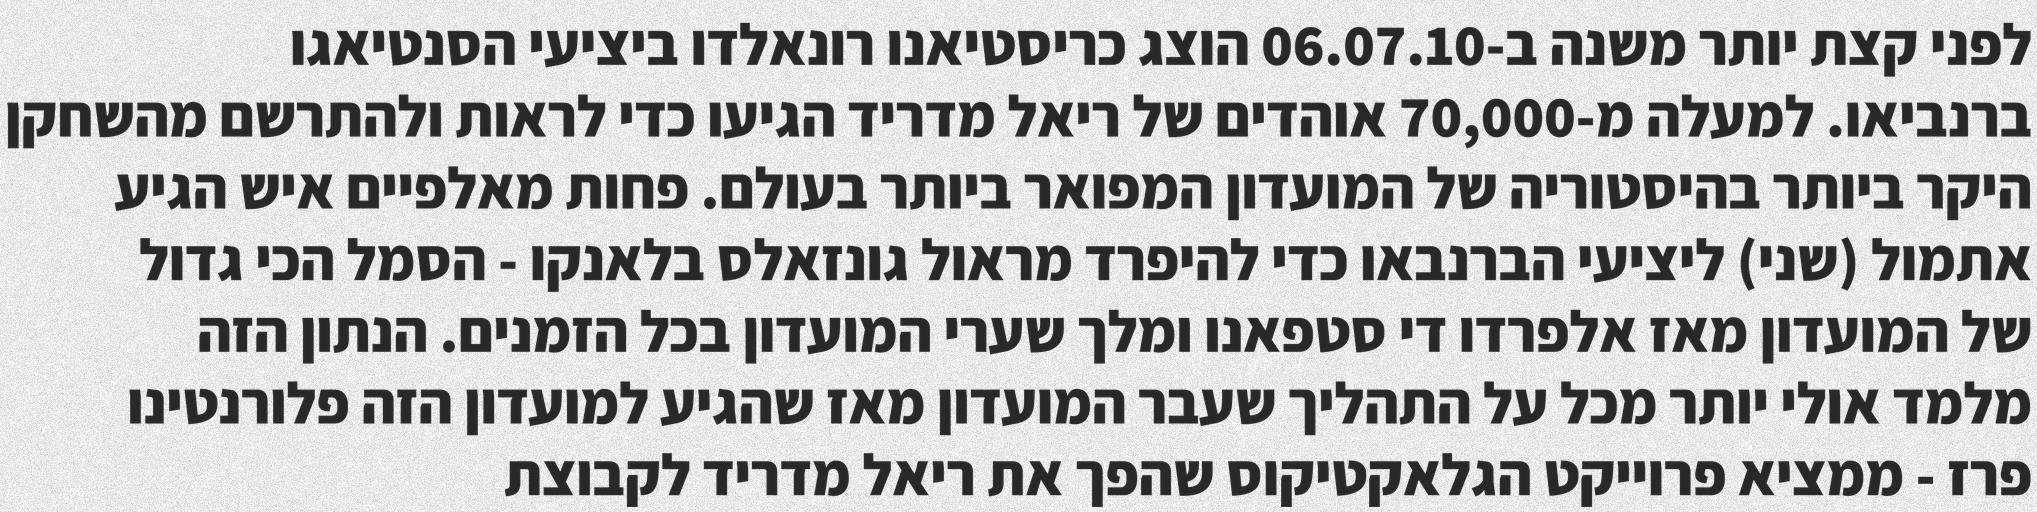 לפני קצת יותר משנה ב-06.07.10 הוצג כריסטיאנו רונאלדו ביציעי הסנטיאגו
ברנביאו. למעלה מ-70,000 אוהדים של ריאל מדריד הגיעו כדי לראות ולהתרשם מהשחקן
היקר ביותר בהיסטוריה של המועדון המפואר ביותר בעולם. פחות מאלפיים איש הגיע
אתמול (שני) ליציעי הברנבאו כדי להיפרד מראול גונזאלס בלאנקו - הסמל הכי גדול
של המועדון מאז אלפרדו די סטפאנו ומלך שערי המועדון בכל הזמנים. הנתון הזה
מלמד אולי יותר מכל על התהליך שעבר המועדון מאז שהגיע למועדון הזה פלורנטינו
פרז - ממציא פרוייקט הגלאקטיקוס שהפך את ריאל מדריד לקבוצת